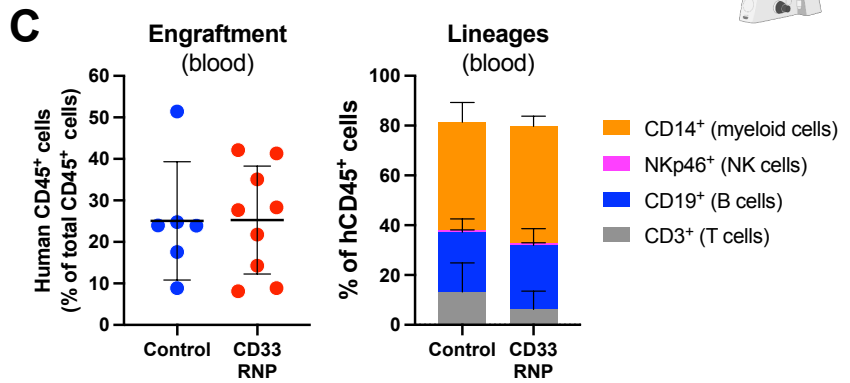 C
Engraftment
(blood)
Human CD45⁺ cells
(% of total CD45⁺ cells)
60
50
40
30
20
10
0
Control
CD33
RNP
Lineages
(blood)
% of hCD45⁺ cells
100
80
60
40
20
0
Control
CD33
RNP
CD14⁺ (myeloid cells)
NKp46⁺ (NK cells)
CD19⁺ (B cells)
CD3⁺ (T cells)